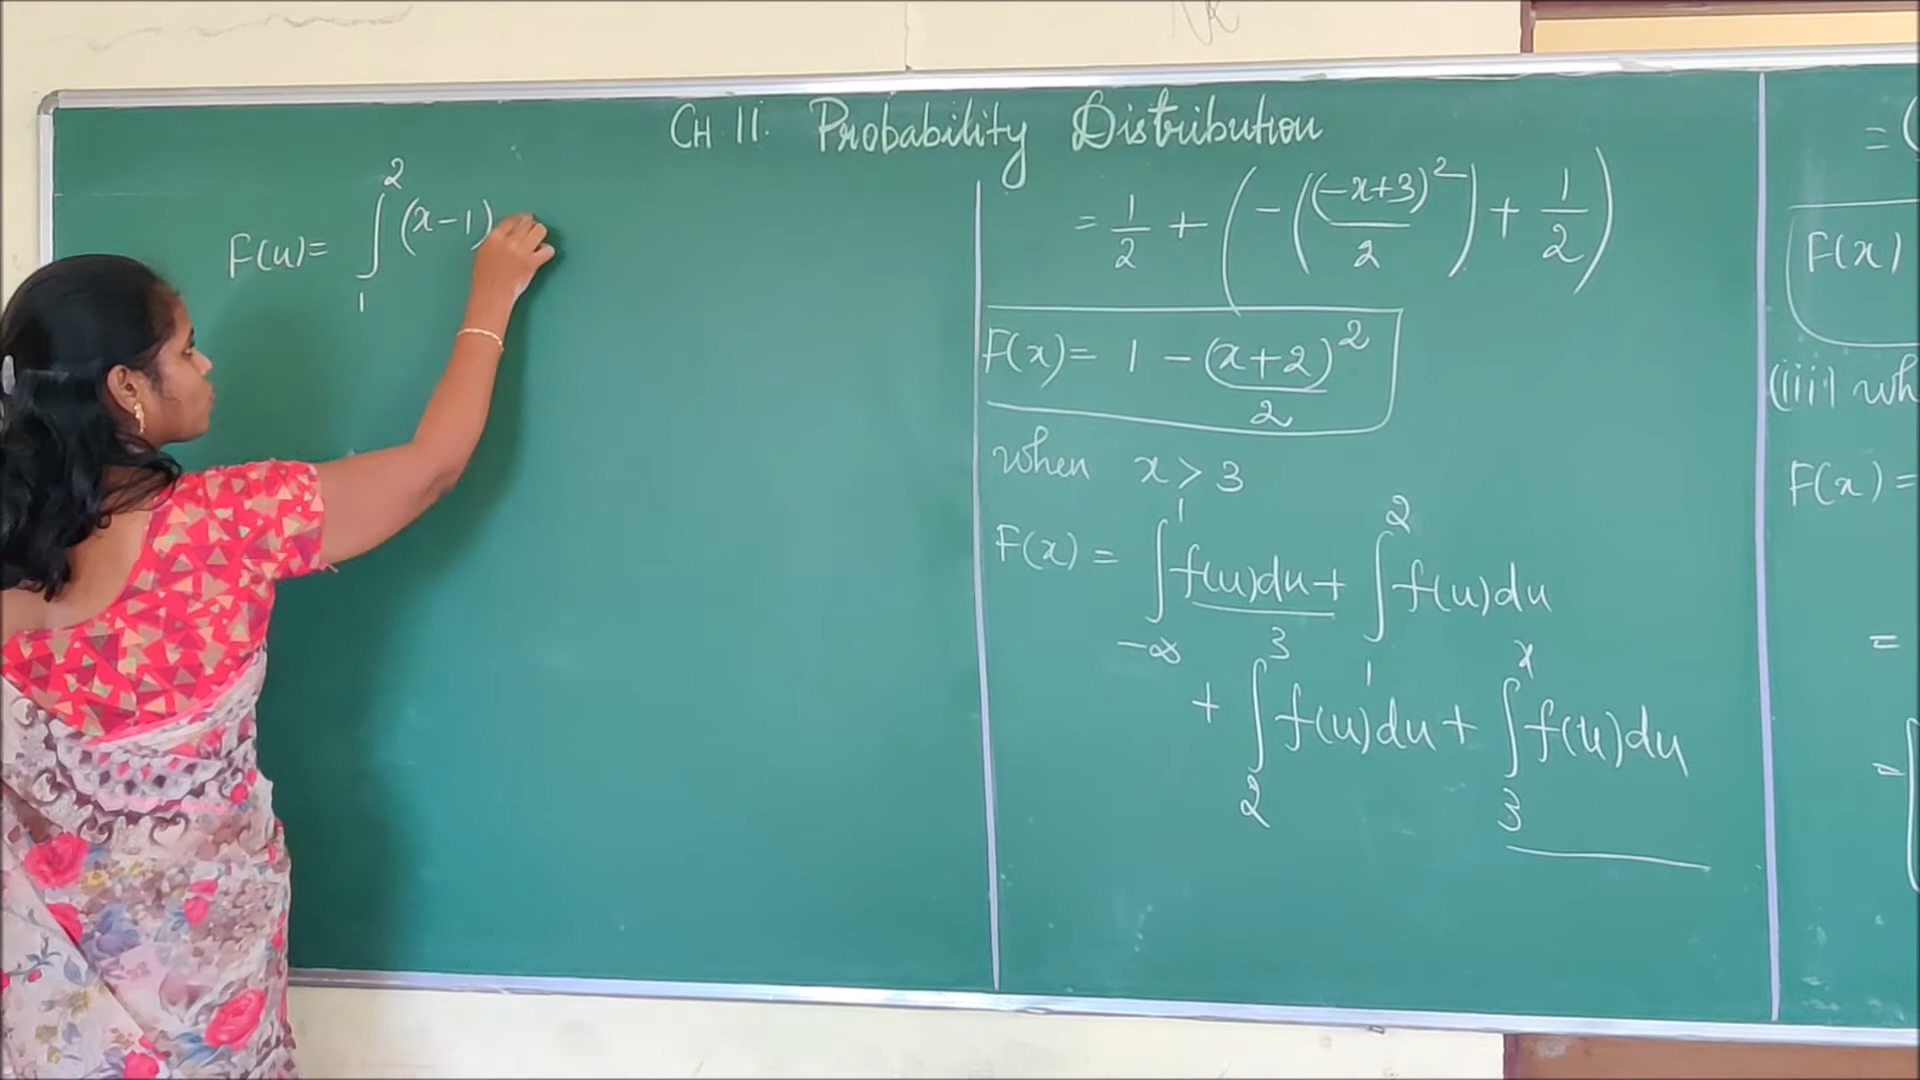 CH 11. Probability Distribution
F(u)= ∫₁² (x-1)
= 1/2 + (-((-x+3)²/2) + 1/2)
F(x)= 1 - (x+2)²/2
when x > 3
F(x) = ∫_{-∞}^{1} f(u)du + ∫₁² f(u)du
+ ∫₂³ f(u)du + ∫₃ˣ f(u)du
= (
F(x)
(iii) wh
F(x) =
=
=